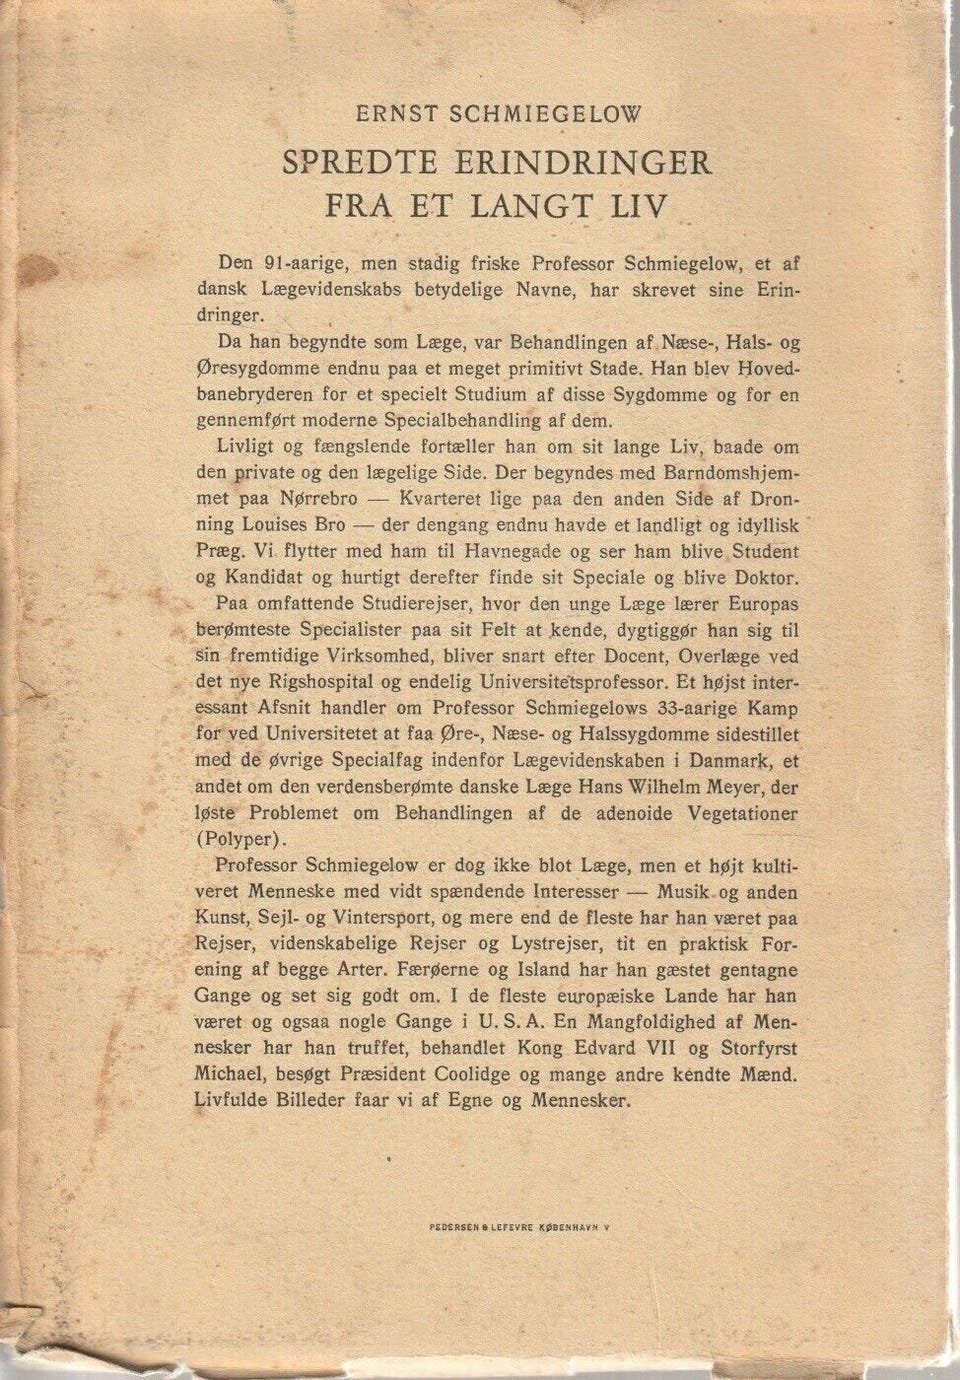 ERNST SCHMIEGELOW
SPREDTE ERINDRINGER
FRA ET LANGT LIV
Den 91-aarige, men stadig friske Professor Schmiegelow, et af
dansk Lægevidenskabs betydelige Navne, har skrevet sine Erin-
dringer.
Da han begyndte som Læge, var Behandlingen af Næse-, Hals- og
Øresygdomme endnu paa et meget primitivt Stade. Han blev Hoved-
banebryderen for et specielt Studium af disse Sygdomme og for en
gennemført moderne Specialbehandling af dem.
Livligt og fængslende fortæller han om sit lange Liv, baade om
den private og den lægelige Side. Der begyndes med Barndomshjem-
met paa Nørrebro — Kvarteret lige paa den anden Side af Dron-
ning Louises Bro — der dengang endnu havde et landligt og idyllisk
Præg. Vi flytter med ham til Havnegade og ser ham blive Student
og Kandidat og hurtigt derefter finde sit Speciale og blive Doktor.
Paa omfattende Studierejser, hvor den unge Læge lærer Europas
berømteste Specialister paa sit Felt at kende, dygtiggør han sig til
sin fremtidige Virksomhed, bliver snart efter Docent, Overlæge ved
det nye Rigshospital og endelig Universitetsprofessor. Et højst inter-
essant Afsnit handler om Professor Schmiegelows 33-aarige Kamp
for ved Universitetet at faa Øre-, Næse- og Halssygdomme sidestillet
med de øvrige Specialfag indenfor Lægevidenskaben i Danmark, et
andet om den verdensberømte danske Læge Hans Wilhelm Meyer, der
løste Problemet om Behandlingen af de adenoide Vegetationer
(Polyper).
Professor Schmiegelow er dog ikke blot Læge, men et højt kulti-
veret Menneske med vidt spændende Interesser — Musik og anden
Kunst, Sejl- og Vintersport, og mere end de fleste har han været paa
Rejser, videnskabelige Rejser og Lystrejser, tit en praktisk For-
ening af begge Arter. Færøerne og Island har han gæstet gentagne
Gange og set sig godt om. I de fleste europæiske Lande har han
været og ogsaa nogle Gange i U. S. A. En Mangfoldighed af Men-
nesker har han truffet, behandlet Kong Edvard VII og Storfyrst
Michael, besøgt Præsident Coolidge og mange andre kendte Mænd.
Livfulde Billeder faar vi af Egne og Mennesker.
PEDERSEN & LEFEVRE KØBENHAVN V